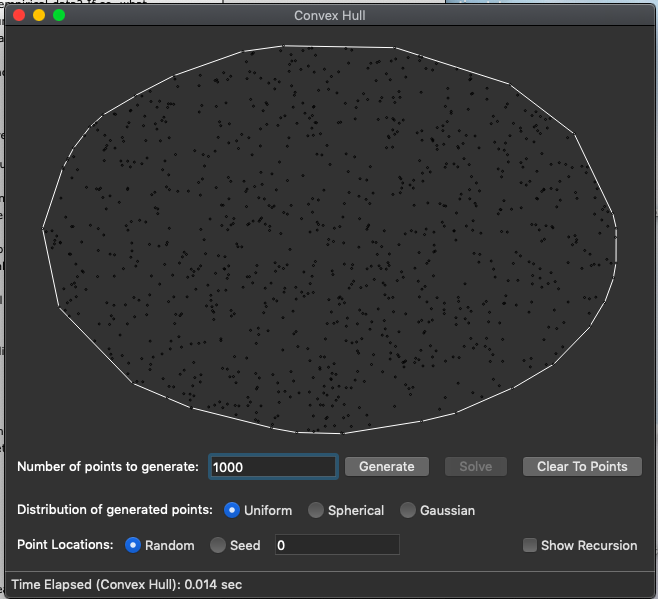 Convex Hull
Number of points to generate: 1000 Generate Solve Clear To Points
Distribution of generated points: Uniform Spherical Gaussian
Point Locations: Random Seed 0 Show Recursion
Time Elapsed (Convex Hull): 0.014 sec